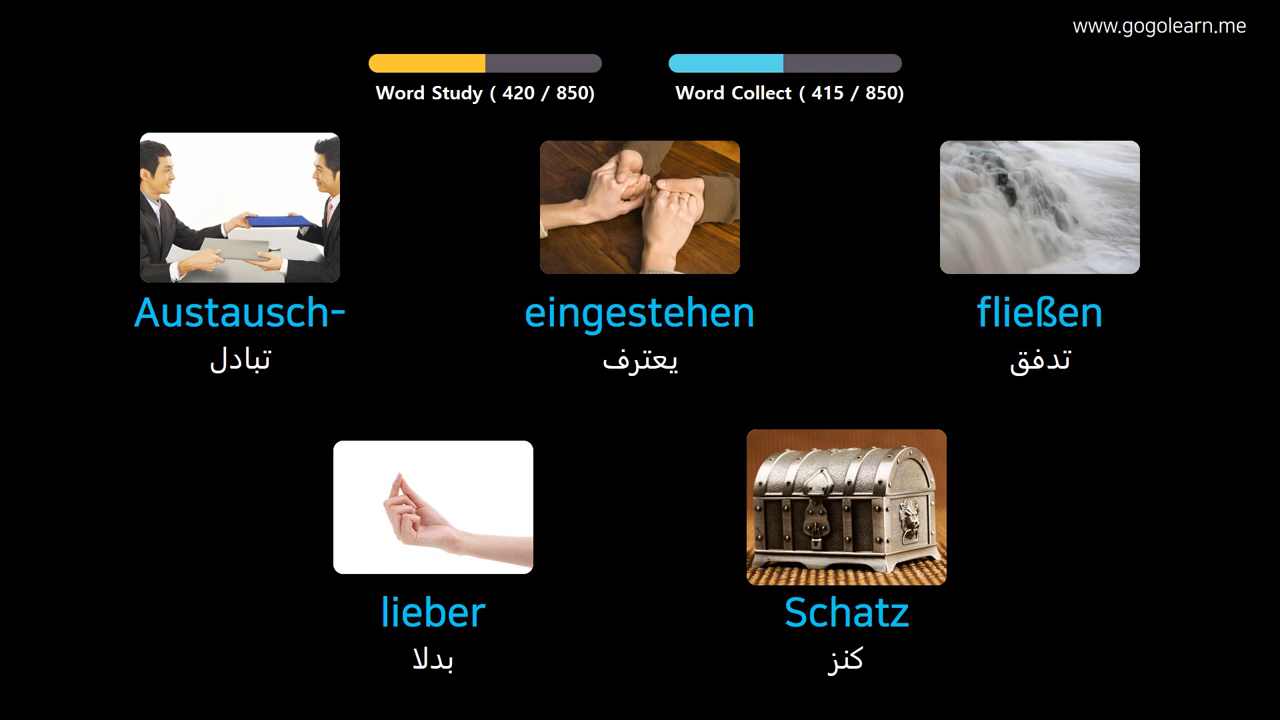 www.gogolearn.me
Word Study ( 420 / 850)
Word Collect ( 415 / 850)
Austausch-
تبادل
eingestehen
يعترف
fließen
تدفق
lieber
بدلا
Schatz
كنز